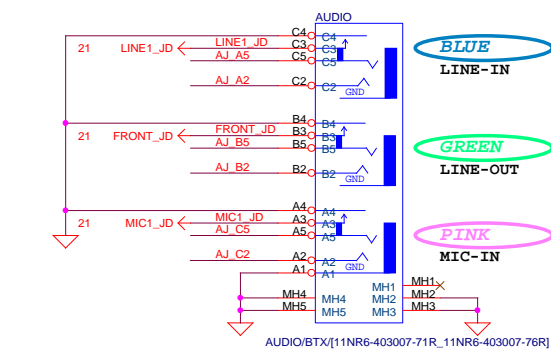 AUDIO
C4 C4
21 LINE1_JD LINE1_JD C3 C3
AJ_A5 C5 C5
BLUE
LINE-IN
AJ_A2 C2 C2
GND
B4 B4
21 FRONT_JD FRONT_JD B3 B3
AJ_B5 B5 B5
GREEN
LINE-OUT
AJ_B2 B2 B2
GND
A4 A4
21 MIC1_JD MIC1_JD A3 A3
AJ_C5 A5 A5
PINK
MIC-IN
AJ_C2 A2 A2
GND
A1 A1
MH1 MH1
MH4 MH4 MH2 MH2
MH5 MH5 MH3 MH3
AUDIO/BTX/[11NR6-403007-71R_11NR6-403007-76R]